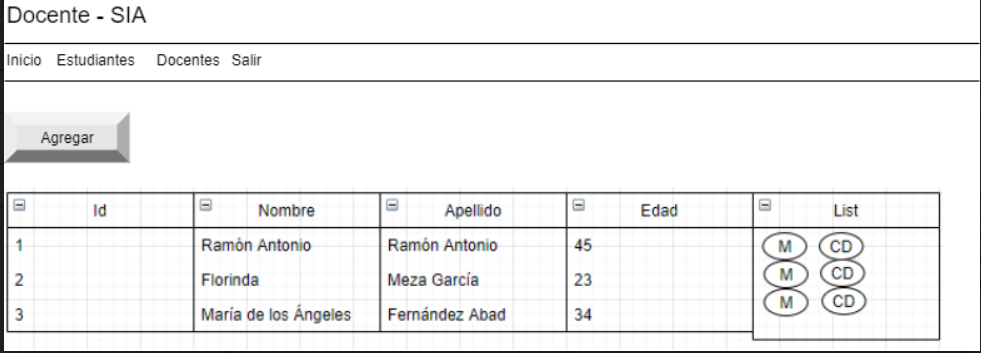 Docente - SIA
Inicio Estudiantes Docentes Salir
Agregar
Id Nombre Apellido Edad List
1 Ramón Antonio Ramón Antonio 45 M CD
2 Florinda Meza García 23 M CD
3 María de los Ángeles Fernández Abad 34 M CD